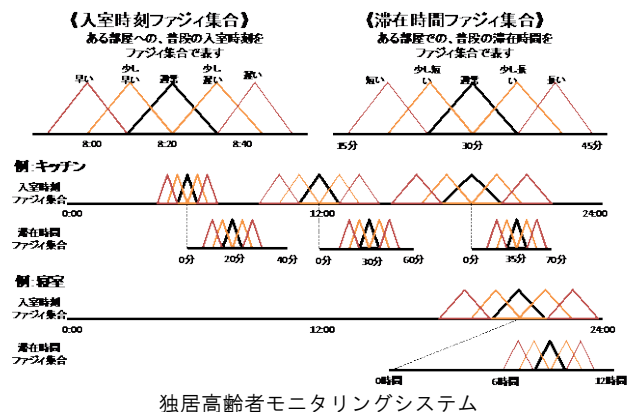 《入室時刻ファジィ集合》
ある部屋への、普段の入室時刻を
ファジィ集合で表す
早い 少し早い 通常 少し遅い 遅い
8:00 8:20 8:40
《滞在時間ファジィ集合》
ある部屋での、普段の滞在時間を
ファジィ集合で表す
短い 少し短い 通常 少し長い 長い
15分 30分 45分
例:キッチン
入室時刻
ファジィ集合
0:00 12:00 24:00
滞在時間
ファジィ集合
0分 20分 40分 0分 30分 60分 0分 35分 70分
例:寝室
入室時刻
ファジィ集合
0:00 12:00 24:00
滞在時間
ファジィ集合
0時間 6時間 12時間
独居高齢者モニタリングシステム